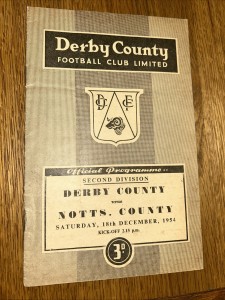 Derby County
FOOTBALL CLUB LIMITED
D C F C
Official Programme..
SECOND DIVISION
DERBY COUNTY
versus
NOTTS. COUNTY
SATURDAY, 18th DECEMBER, 1954
KICK-OFF 2.15 p.m.
3D